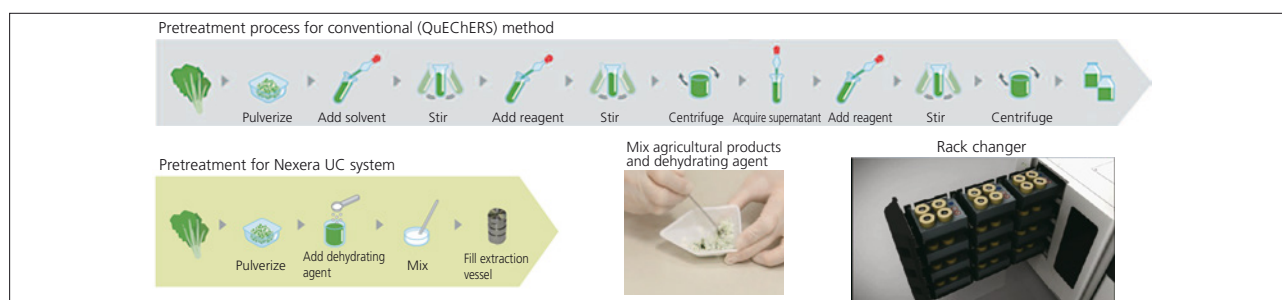 Pretreatment process for conventional (QuEChERS) method
Pulverize
Add solvent
Stir
Add reagent
Stir
Centrifuge
Acquire supernatant
Add reagent
Stir
Centrifuge
Pretreatment for Nexera UC system
Pulverize
Add dehydrating
agent
Mix
Fill extraction
vessel
Mix agricultural products
and dehydrating agent
Rack changer